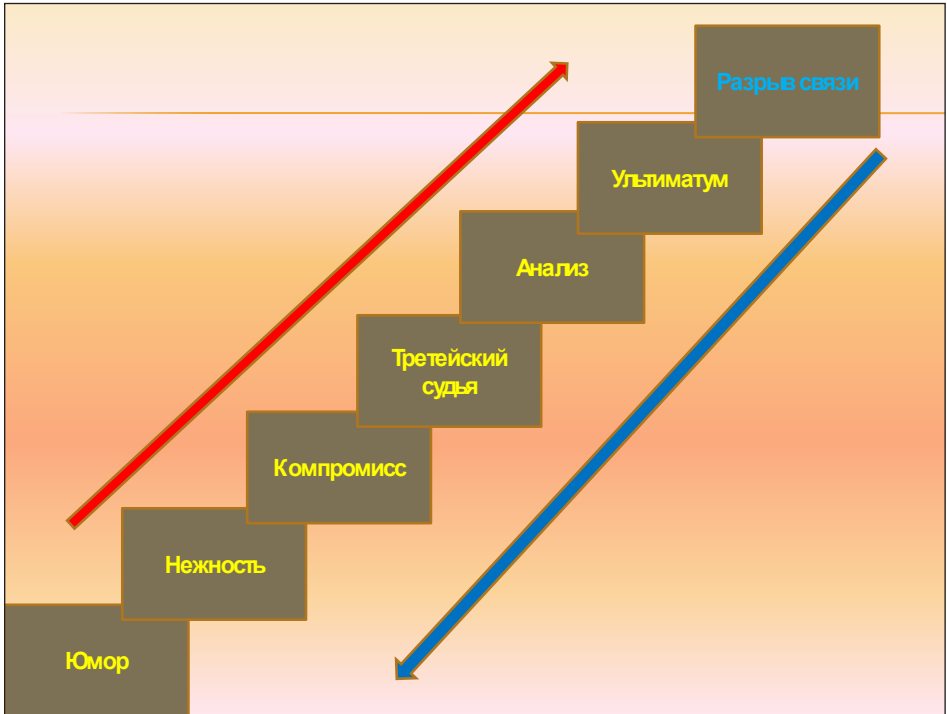 Разрыв связи
Ультиматум
Анализ
Третейский
судья
Компромисс
Нежность
Юмор